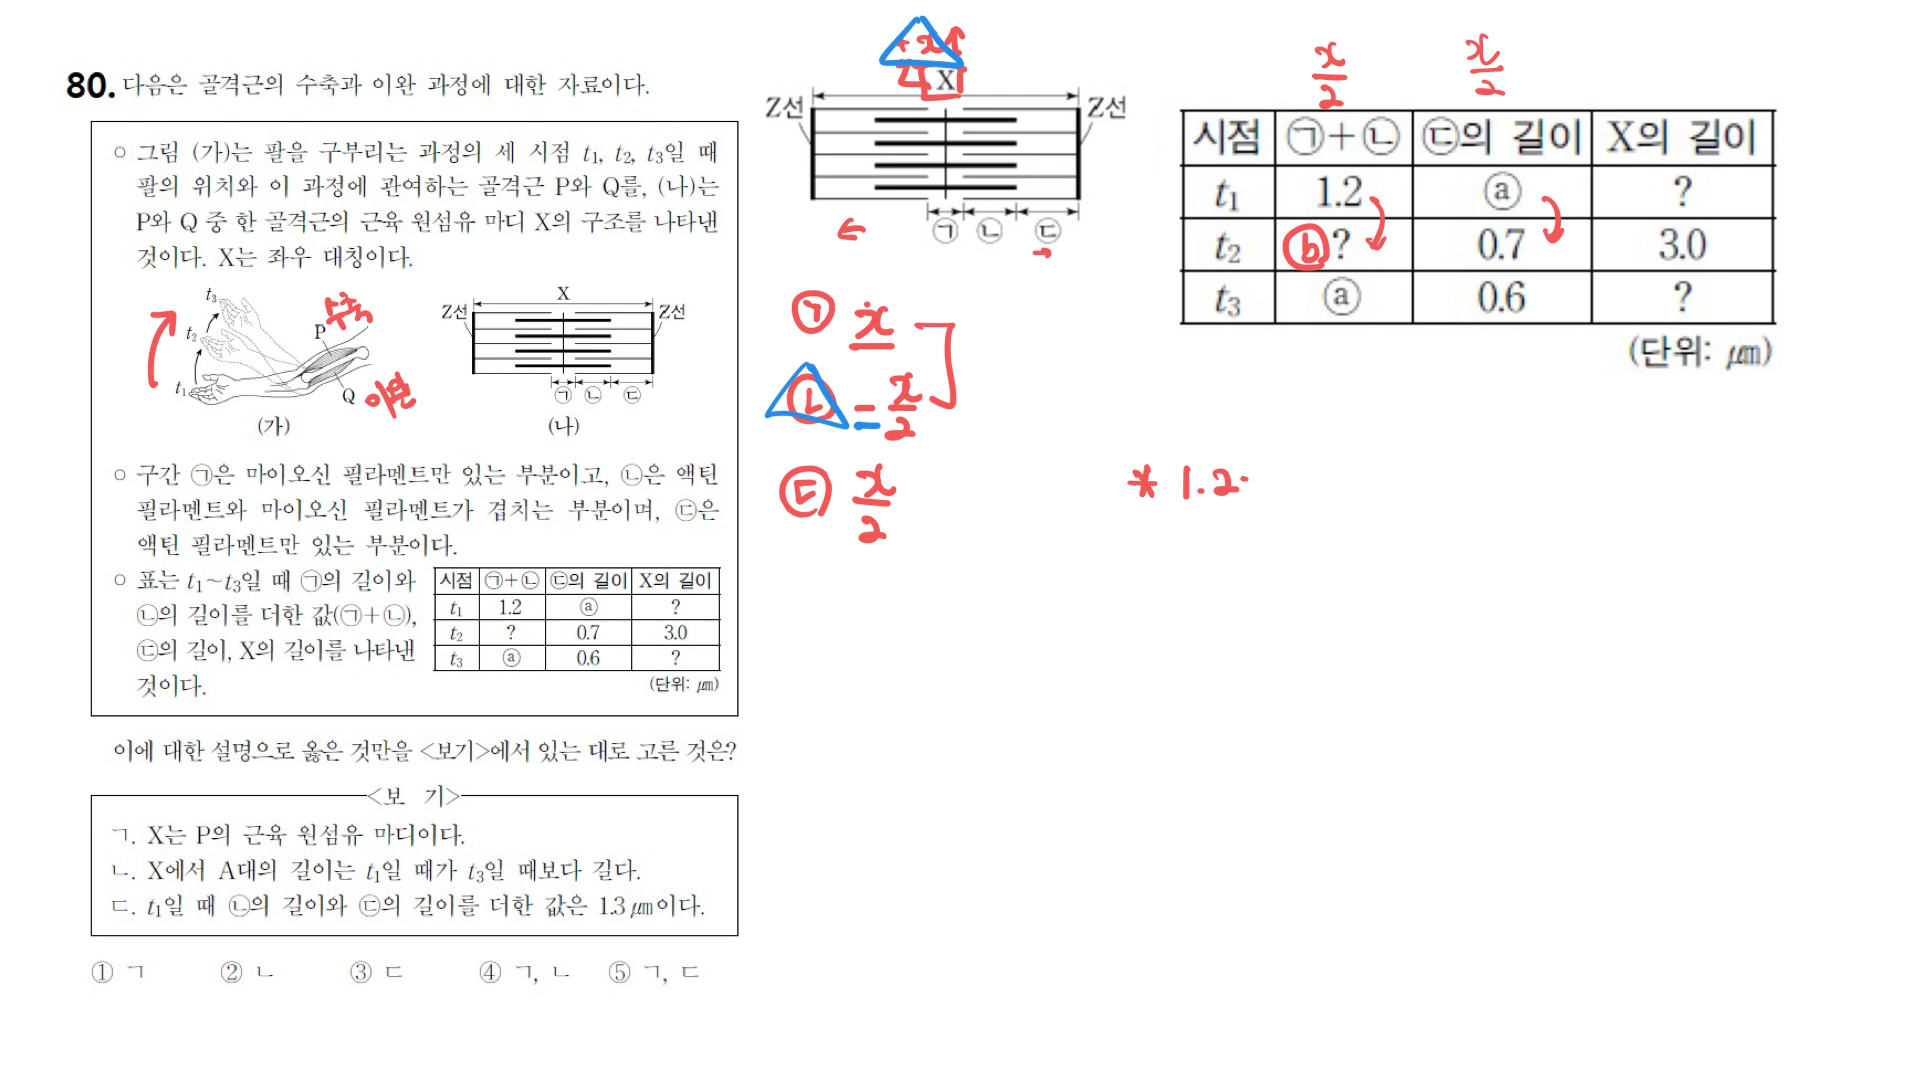 80. 다음은 골격근의 수축과 이완 과정에 대한 자료이다.
○ 그림 (가)는 팔을 구부리는 과정의 세 시점 t₁, t₂, t₃일 때
팔의 위치와 이 과정에 관여하는 골격근 P와 Q를, (나)는
P와 Q 중 한 골격근의 근육 원섬유 마디 X의 구조를 나타낸
것이다. X는 좌우 대칭이다.
t₃
t₂
t₁
P
수축
Q
이완
(가)
X
Z선
Z선
㉠ ㉡ ㉢
(나)
○ 구간 ㉠은 마이오신 필라멘트만 있는 부분이고, ㉡은 액틴
필라멘트와 마이오신 필라멘트가 겹치는 부분이며, ㉢은
액틴 필라멘트만 있는 부분이다.
○ 표는 t₁~t₃일 때 ㉠의 길이와
㉡의 길이를 더한 값(㉠+㉡),
㉢의 길이, X의 길이를 나타낸
것이다.
시점 ㉠+㉡ ㉢의 길이 X의 길이
t₁ 1.2 ⓐ ?
t₂ ? 0.7 3.0
t₃ ⓐ 0.6 ?
(단위: ㎛)
이에 대한 설명으로 옳은 것만을 <보기>에서 있는 대로 고른 것은?
<보 기>
ㄱ. X는 P의 근육 원섬유 마디이다.
ㄴ. X에서 A대의 길이는 t₁일 때가 t₃일 때보다 길다.
ㄷ. t₁일 때 ㉡의 길이와 ㉢의 길이를 더한 값은 1.3 ㎛이다.
① ㄱ ② ㄴ ③ ㄷ ④ ㄱ, ㄴ ⑤ ㄱ, ㄷ
+x↑
X
Z선
Z선
㉠ ㉡ ㉢
← →
㉠ x
㉡ = x/2
㉢ x/2
x/2 x/2
시점 ㉠+㉡ ㉢의 길이 X의 길이
t₁ 1.2 ⓐ ?
t₂ ⓑ ? 0.7 3.0
t₃ ⓐ 0.6 ?
(단위: ㎛)
* 1.2-